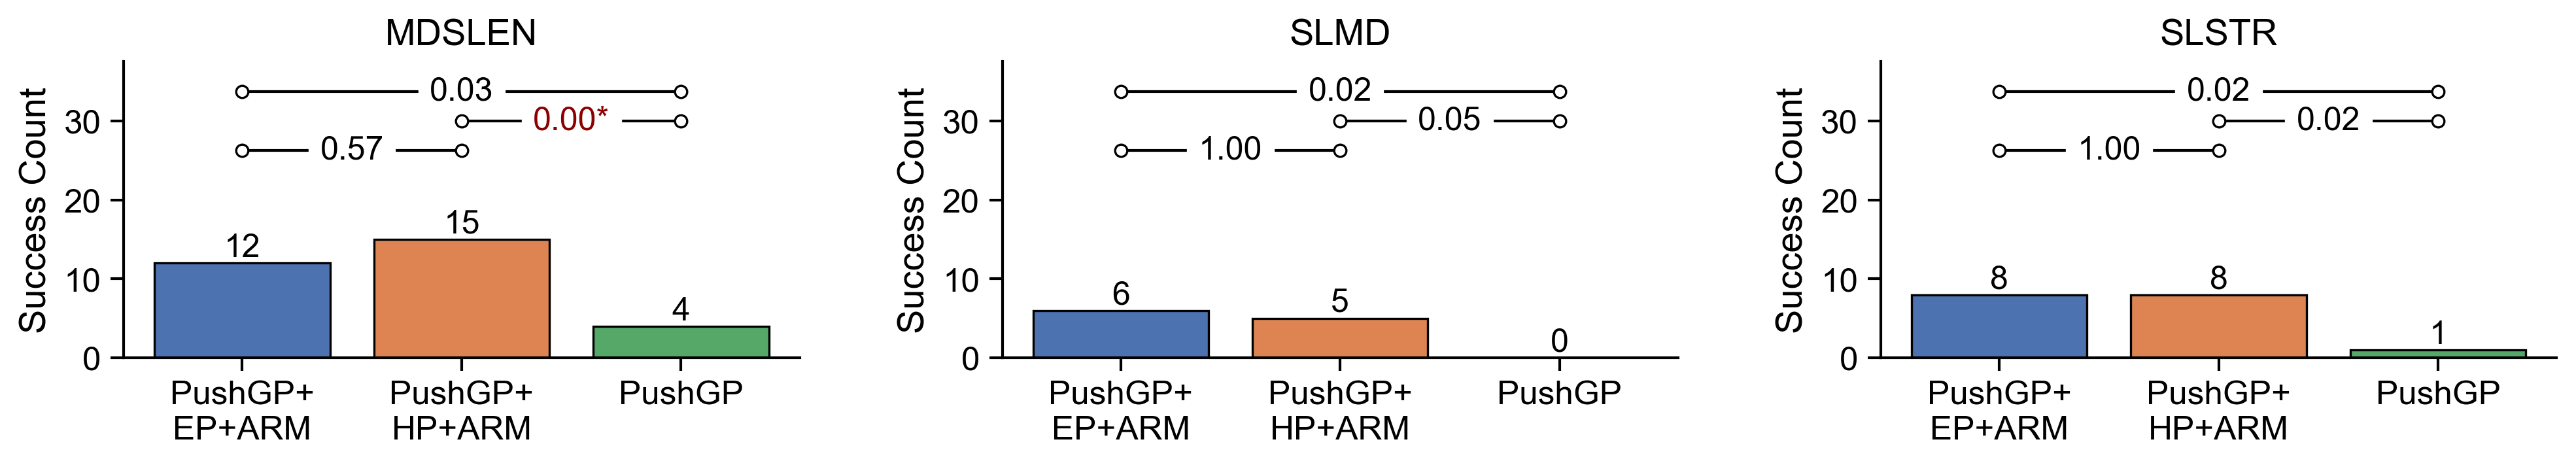 MDSLEN
Success Count
30
20
10
0
0.03
0.00*
0.57
12
15
4
PushGP+
EP+ARM
PushGP+
HP+ARM
PushGP
SLMD
Success Count
30
20
10
0
0.02
0.05
1.00
6
5
0
PushGP+
EP+ARM
PushGP+
HP+ARM
PushGP
SLSTR
Success Count
30
20
10
0
0.02
0.02
1.00
8
8
1
PushGP+
EP+ARM
PushGP+
HP+ARM
PushGP